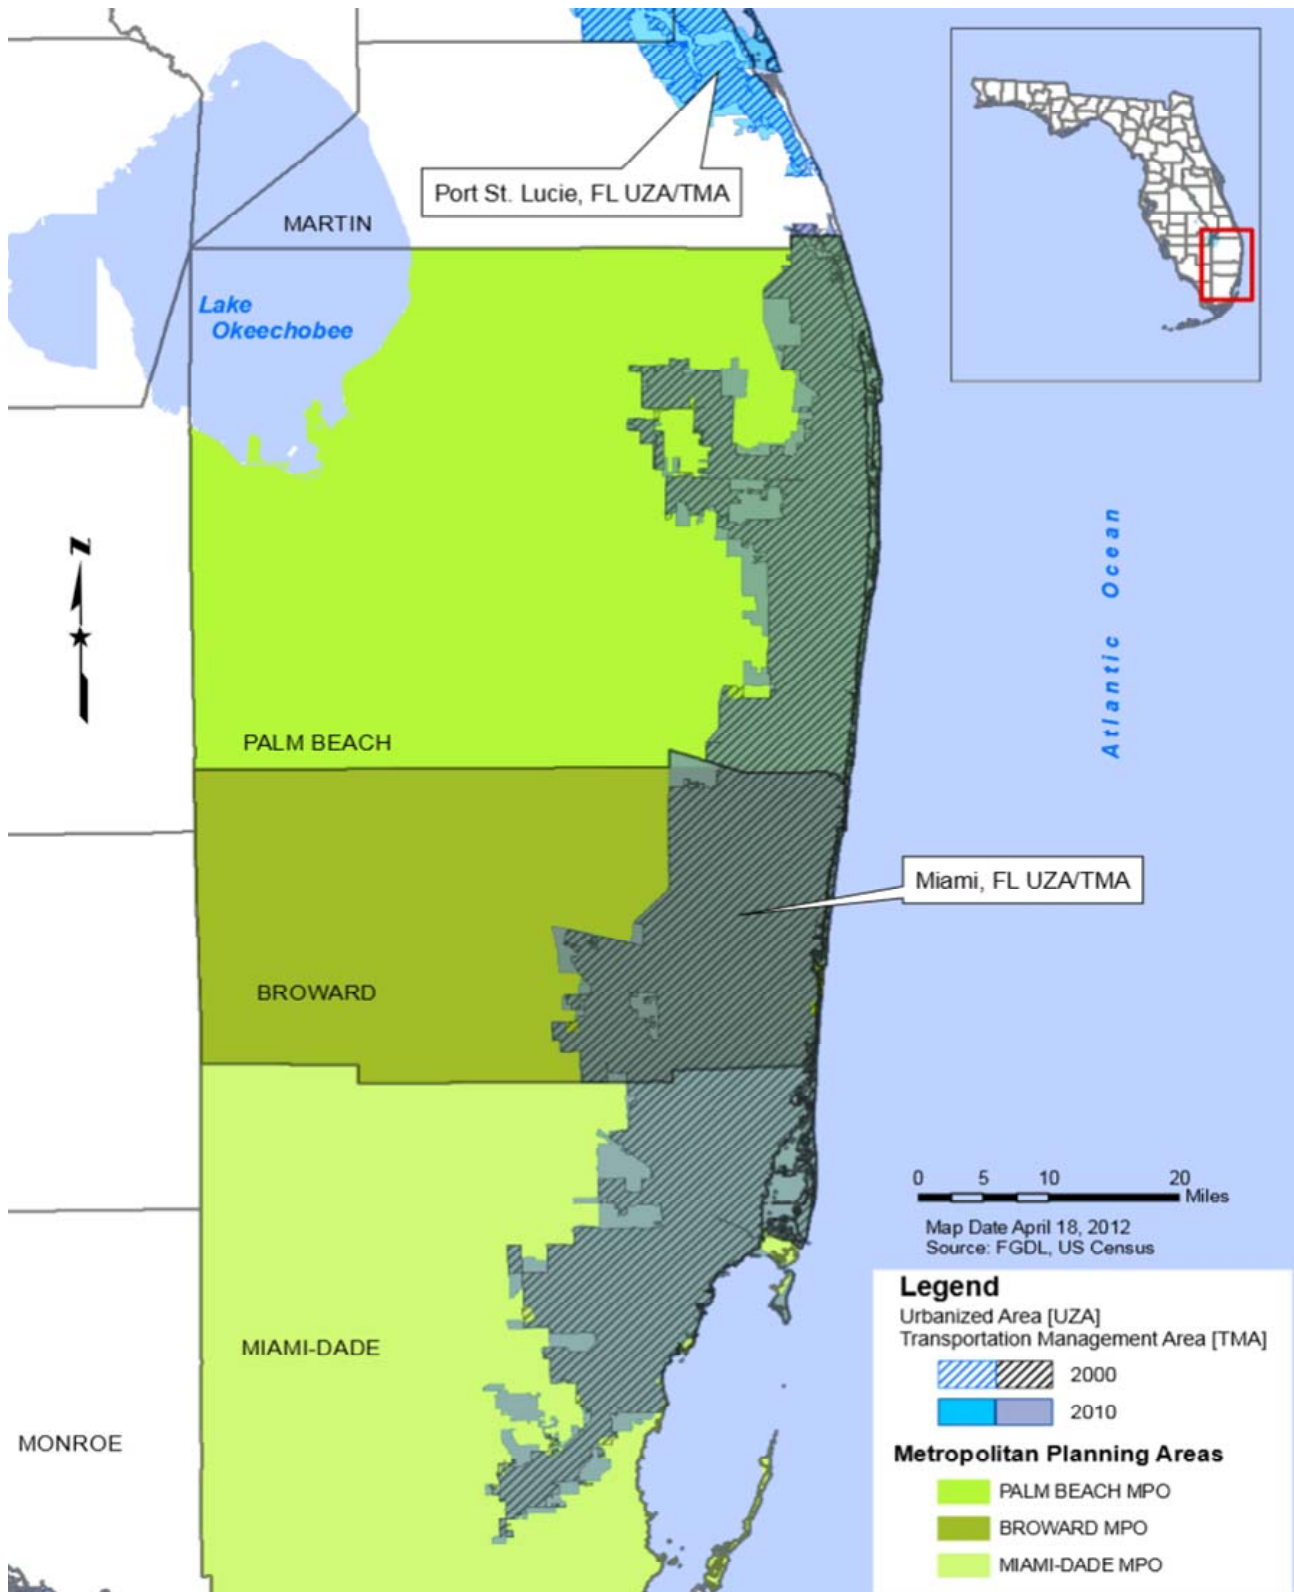 Port St. Lucie, FL UZA/TMA
MARTIN
Lake
Okeechobee
N
Atlantic Ocean
PALM BEACH
Miami, FL UZA/TMA
BROWARD
0 5 10 20
Miles
Map Date April 18, 2012
Source: FGDL, US Census
MIAMI-DADE
MONROE
Legend
Urbanized Area [UZA]
Transportation Management Area [TMA]
2000
2010
Metropolitan Planning Areas
PALM BEACH MPO
BROWARD MPO
MIAMI-DADE MPO